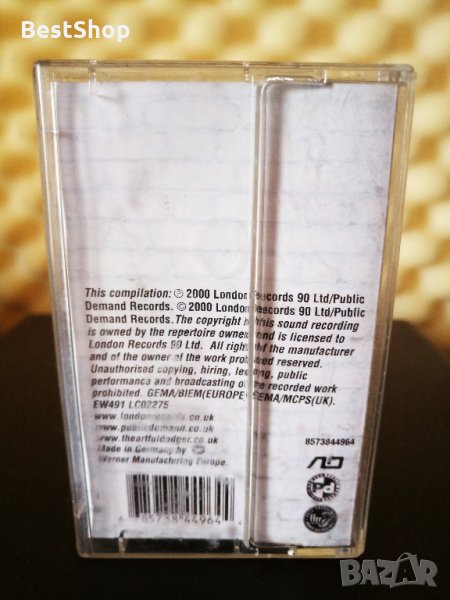 BestShop
This compilation: ℗ 2000 London Records 90 Ltd/Public
Demand Records. © 2000 London Records 90 Ltd/Public
Demand Records. The copyright in this sound recording
is owned by the repertoire owner and is licensed to
London Records 90 Ltd. All rights of the manufacturer
and of the owner of the work produced reserved.
Unauthorised copying, hiring, lending, public
performance and broadcasting of the recorded work
prohibited. GEMA/BIEM(EUROPE) GEMA/MCPS(UK).
EW491 LC02275
www.londonrecords.co.uk
www.publicdemand.co.uk
www.theartfuldodger.co.uk
Made in Germany by
Warner Manufacturing Europe.
8573844964
ffrr
BAZAR